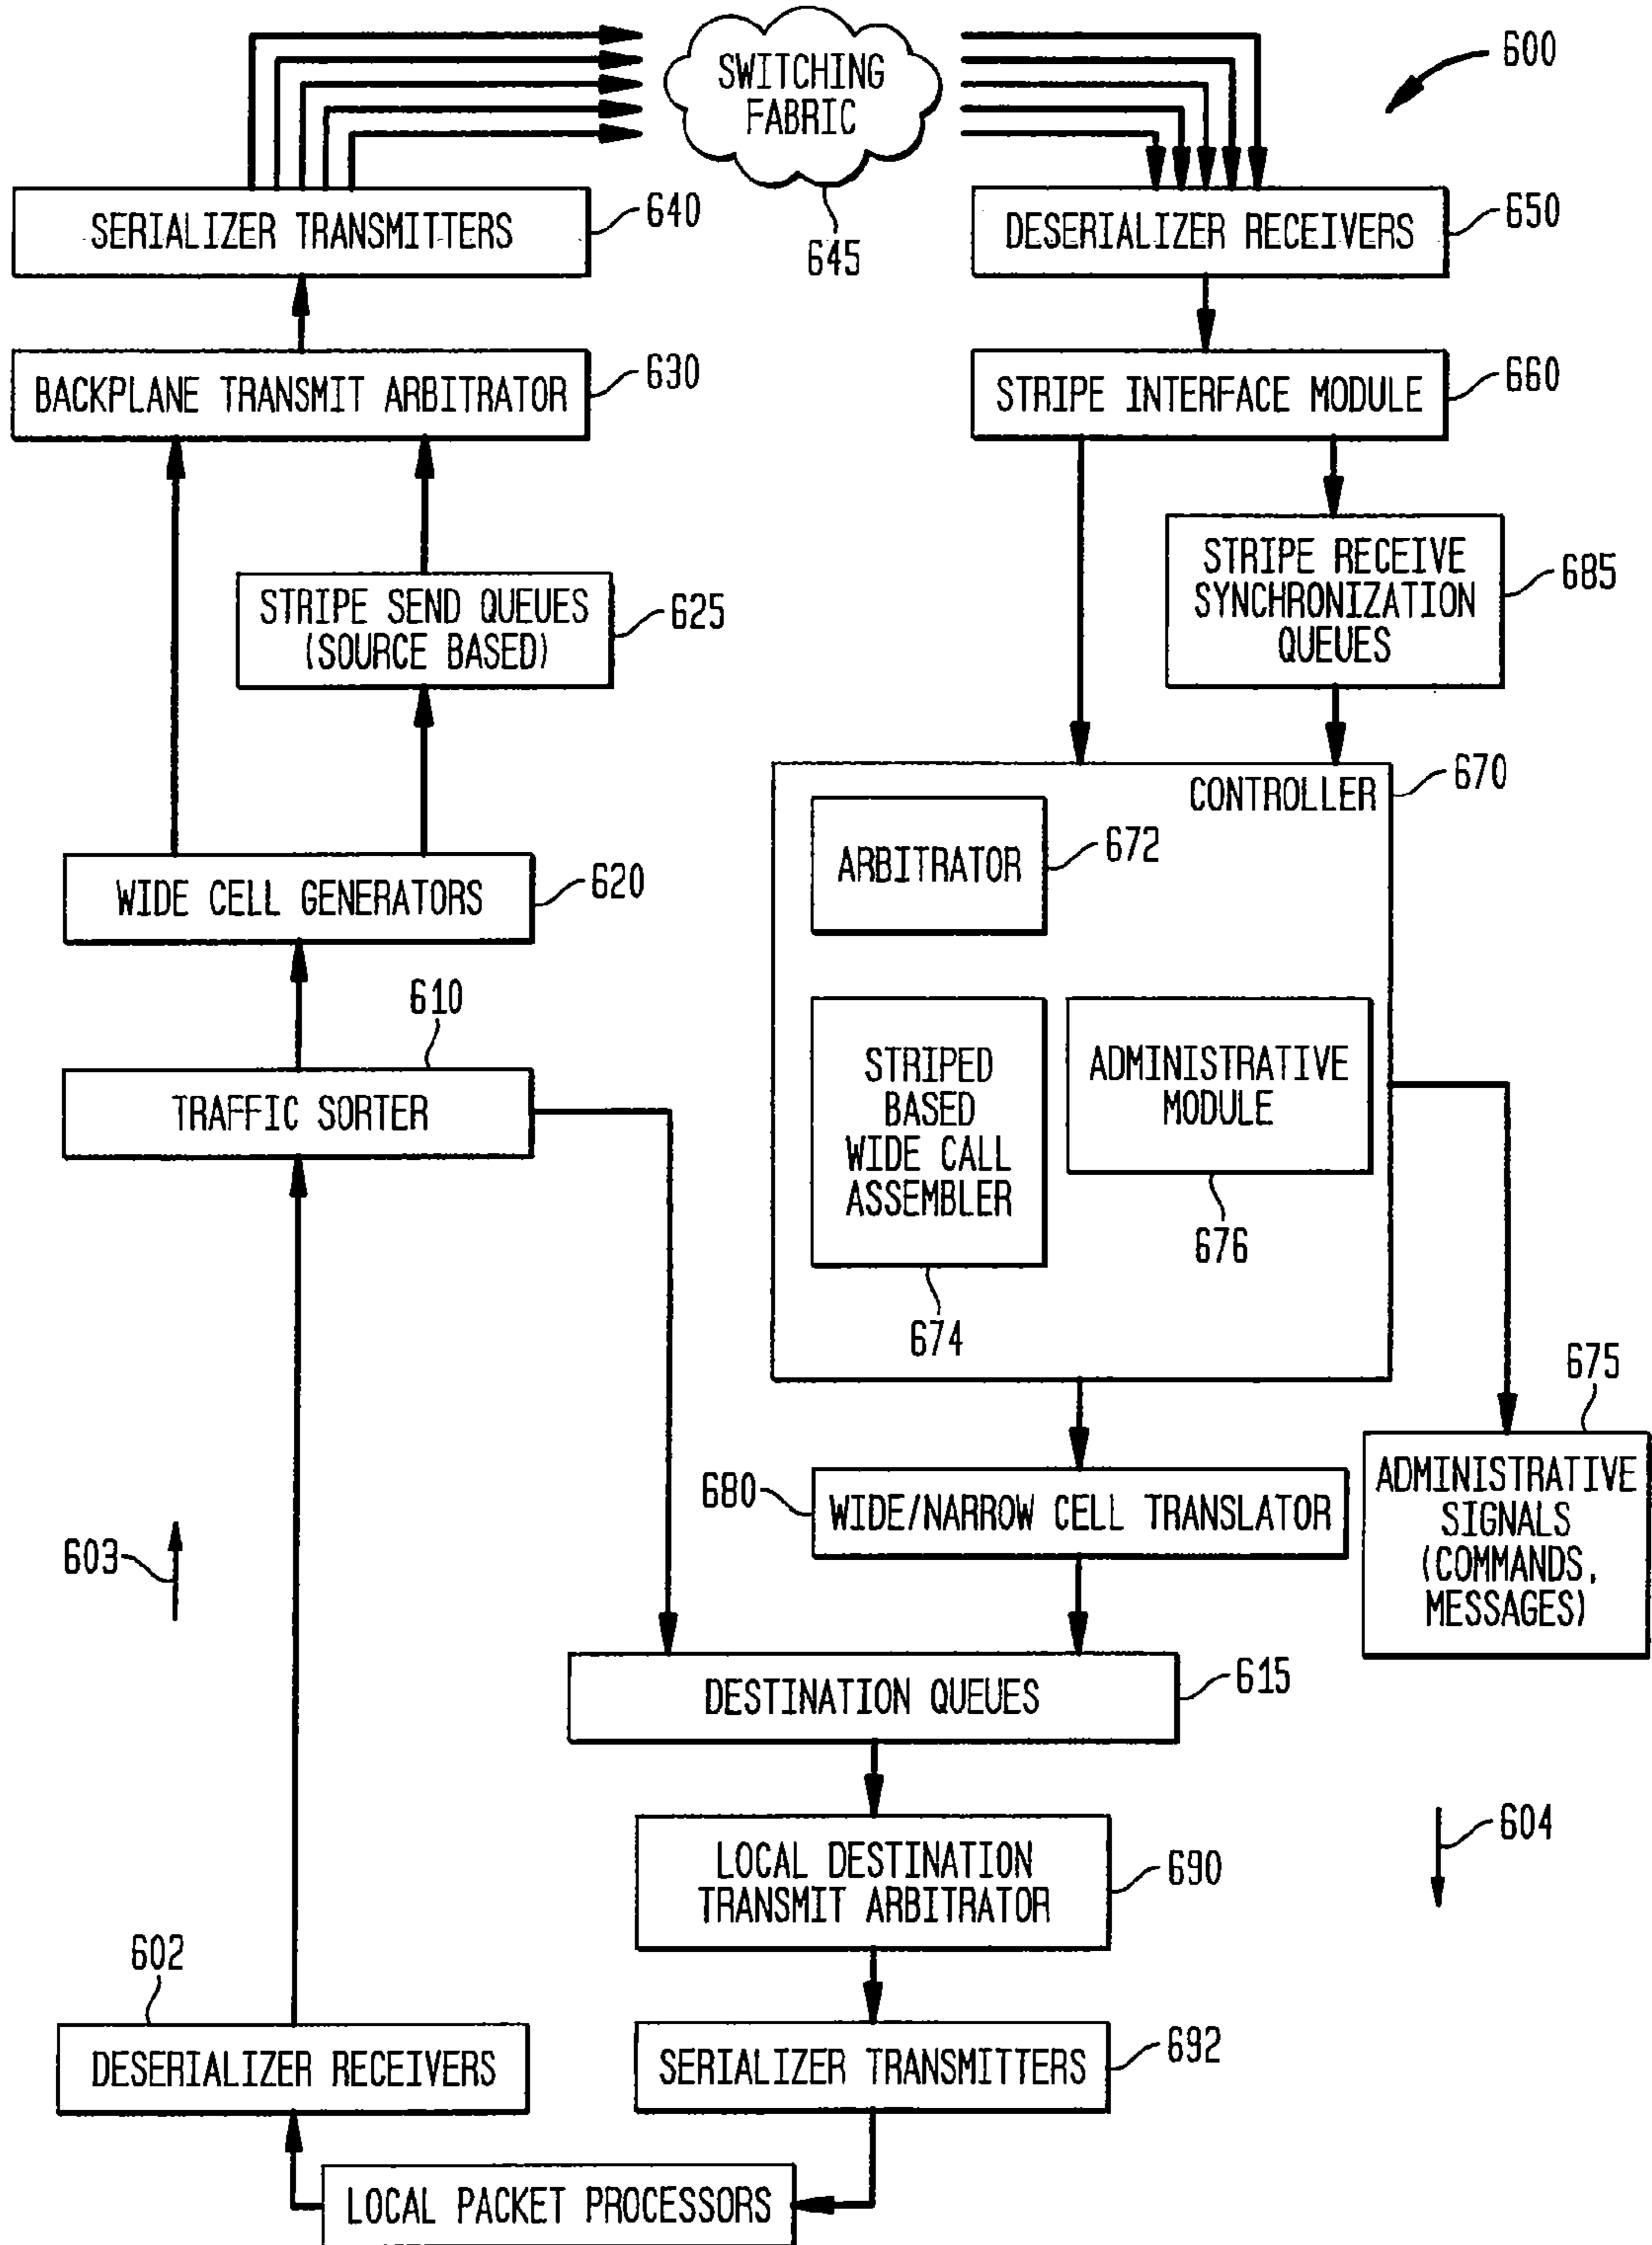 SWITCHING
FABRIC
600
SERIALIZER TRANSMITTERS
640
645
DESERIALIZER RECEIVERS
650
BACKPLANE TRANSMIT ARBITRATOR
630
STRIPE INTERFACE MODULE
660
STRIPE SEND QUEUES
(SOURCE BASED)
625
STRIPE RECEIVE
SYNCHRONIZATION
QUEUES
685
CONTROLLER
670
ARBITRATOR
672
WIDE CELL GENERATORS
620
610
TRAFFIC SORTER
STRIPED
BASED
WIDE CALL
ASSEMBLER
674
ADMINISTRATIVE
MODULE
676
675
ADMINISTRATIVE
SIGNALS
(COMMANDS,
MESSAGES)
680
WIDE/NARROW CELL TRANSLATOR
603
DESTINATION QUEUES
615
LOCAL DESTINATION
TRANSMIT ARBITRATOR
690
604
602
DESERIALIZER RECEIVERS
SERIALIZER TRANSMITTERS
692
LOCAL PACKET PROCESSORS